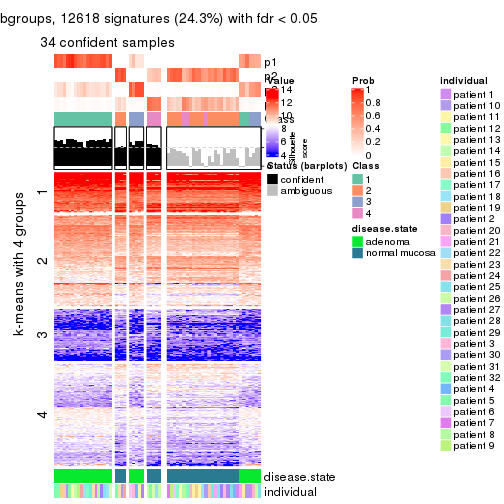 bgroups, 12618 signatures (24.3%) with fdr < 0.05
34 confident samples
p1
p2
Value
14
12
10
8
6
4
silhouette
score
Status (barplots)
confident
ambiguous
Prob
1
0.8
0.6
0.4
0.2
0
Class
1
2
3
4
disease.state
adenoma
normal mucosa
individual
patient 1
patient 10
patient 11
patient 12
patient 13
patient 14
patient 15
patient 16
patient 17
patient 18
patient 19
patient 2
patient 20
patient 21
patient 22
patient 23
patient 24
patient 25
patient 26
patient 27
patient 28
patient 29
patient 3
patient 30
patient 31
patient 32
patient 4
patient 5
patient 6
patient 7
patient 8
patient 9
k-means with 4 groups
1
2
3
4
disease.state
individual